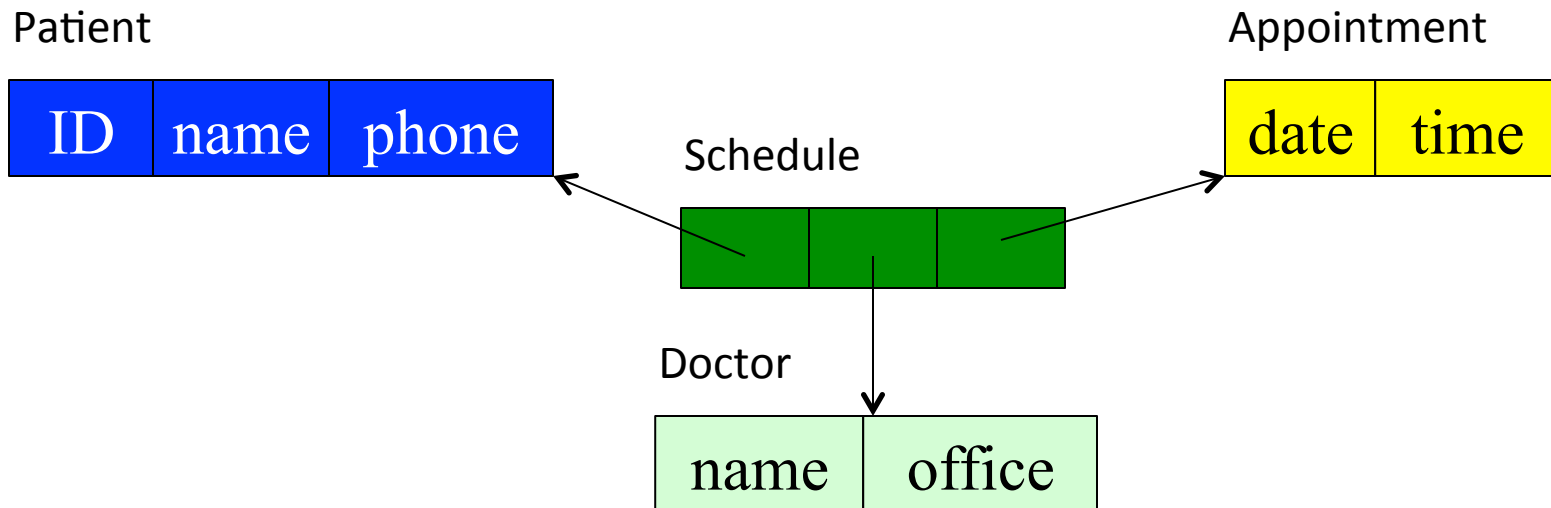 Patient
Appointment
ID name phone
date time
Schedule
Doctor
name office